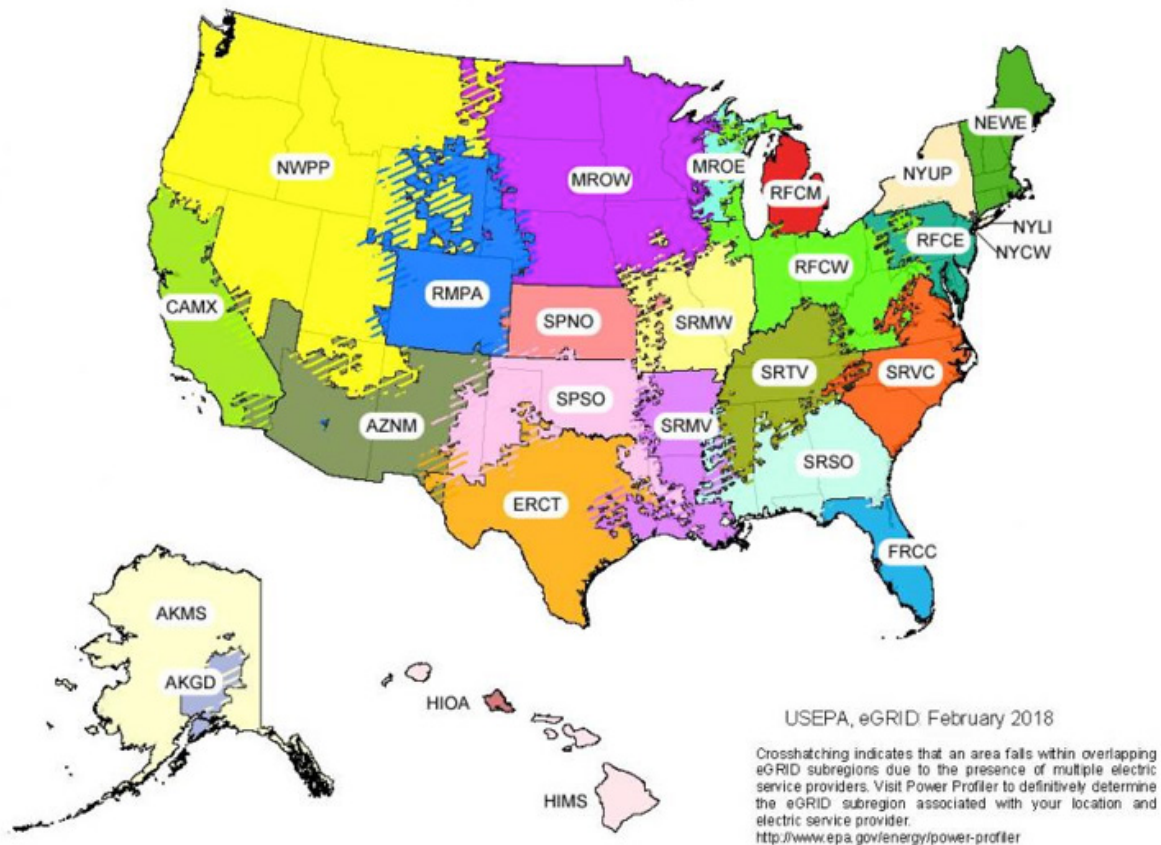 NEWE
NWPP
MROW
MROE
RFCM
NYUP
NYLI
RFCE
NYCW
RFCW
RMPA
CAMX
SPNO
SRMW
SRTV
SRVC
SPSO
AZNM
SRMV
SRSO
ERCT
FRCC
AKMS
AKGD
HIOA
HIMS
USEPA, eGRID February 2018
Crosshatching indicates that an area falls within overlapping
eGRID subregions due to the presence of multiple electric
service providers. Visit Power Profiler to definitively determine
the eGRID subregion associated with your location and
electric service provider.
http://www.epa.gov/energy/power-profiler